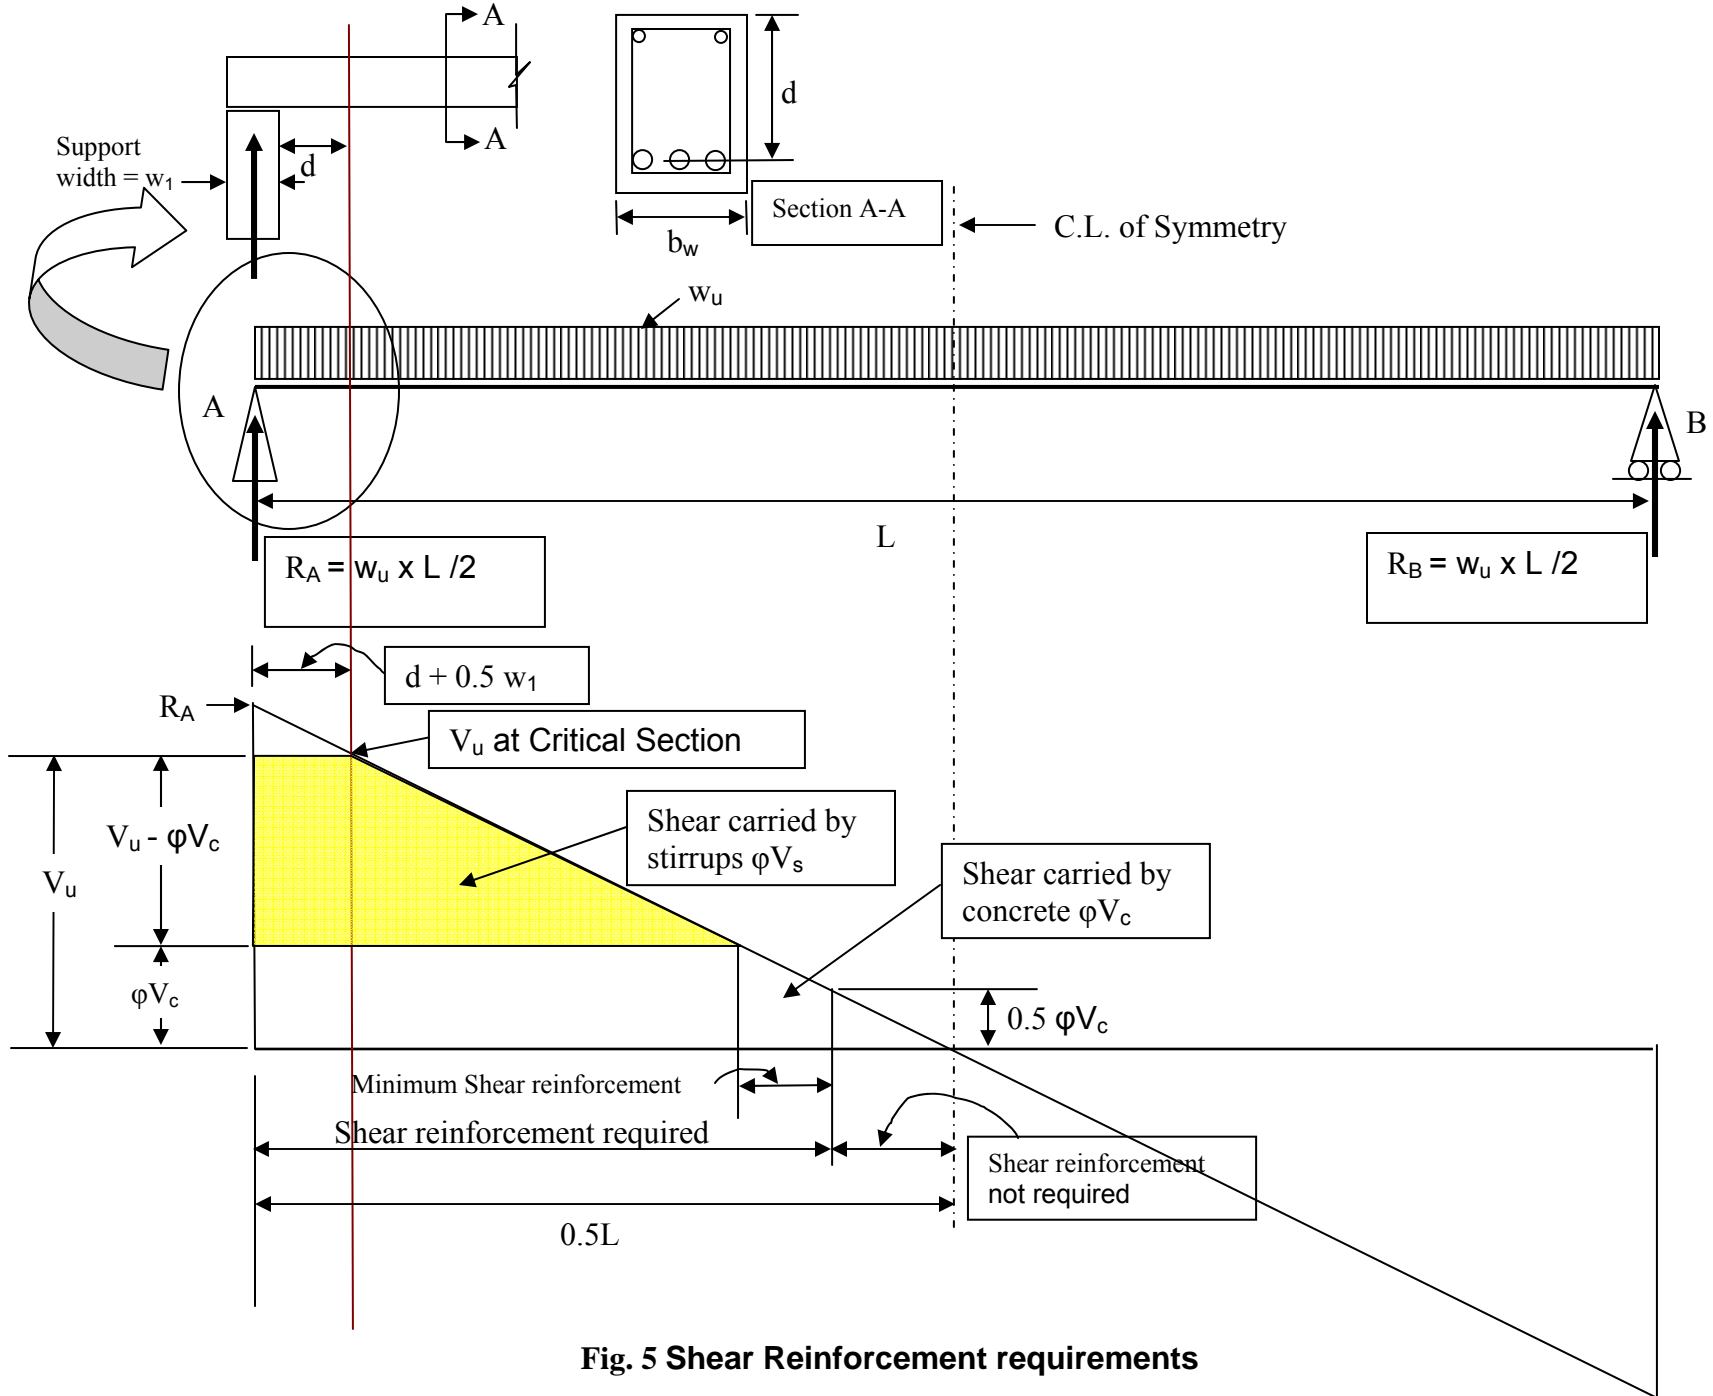 A
A
Support
width = w1
d
d
Section A-A
bw
C.L. of Symmetry
wu
A
B
L
RA = wu x L /2
RB = wu x L /2
d + 0.5 w1
RA
Vu at Critical Section
Vu - φVc
Vu
Shear carried by
stirrups φVs
Shear carried by
concrete φVc
φVc
0.5 φVc
Minimum Shear reinforcement
Shear reinforcement required
Shear reinforcement
not required
0.5L
Fig. 5 Shear Reinforcement requirements